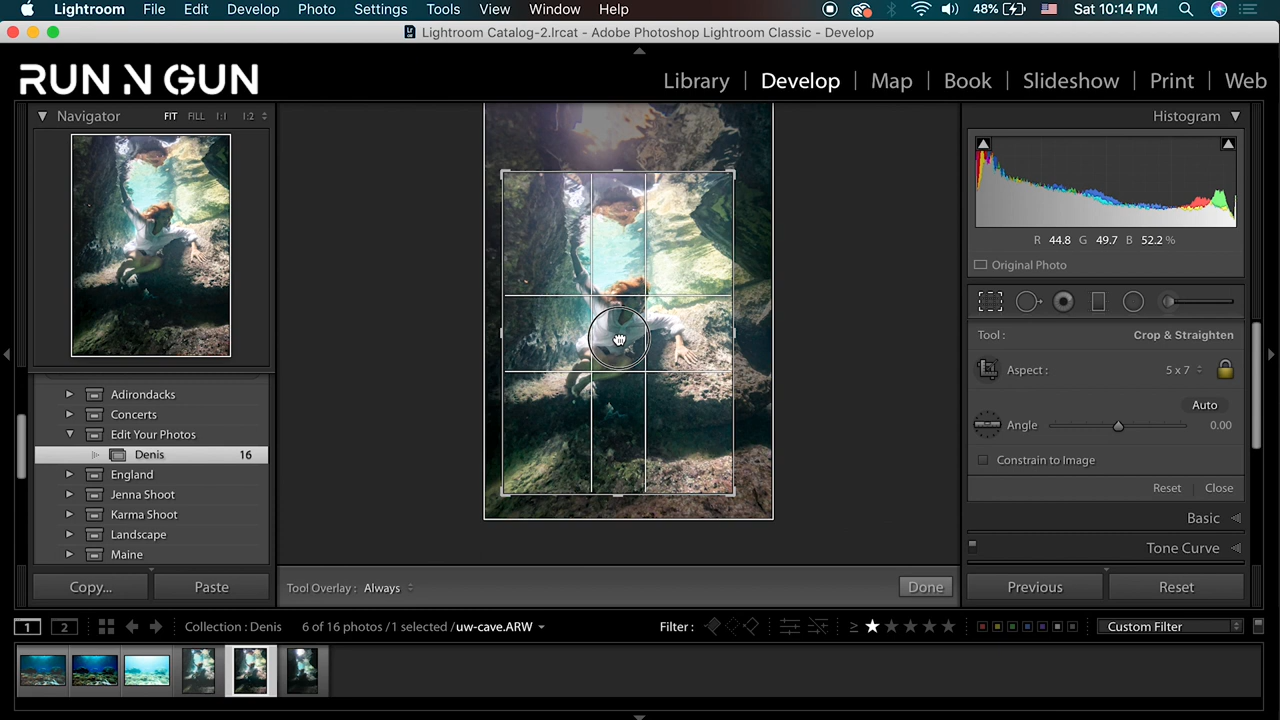 Lightroom File Edit Develop Photo Settings Tools View Window Help 48% Sat 10:14 PM
Lightroom Catalog-2.lrcat - Adobe Photoshop Lightroom Classic - Develop
RUN N GUN
Library | Develop | Map | Book | Slideshow | Print | Web
Navigator FIT FILL 1:1 1:2
Histogram
R 44.8 G 49.7 B 52.2 %
Original Photo
Tool : Crop & Straighten
Aspect : 5 x 7
Auto
Angle 0.00
Constrain to Image
Reset Close
Basic
Tone Curve
Adirondacks
Concerts
Edit Your Photos
Denis 16
England
Jenna Shoot
Karma Shoot
Landscape
Maine
Copy... Paste
Tool Overlay : Always Done
Previous Reset
1 2 Collection : Denis 6 of 16 photos / 1 selected / uw-cave.ARW Filter : ≥ ★★★★★ Custom Filter